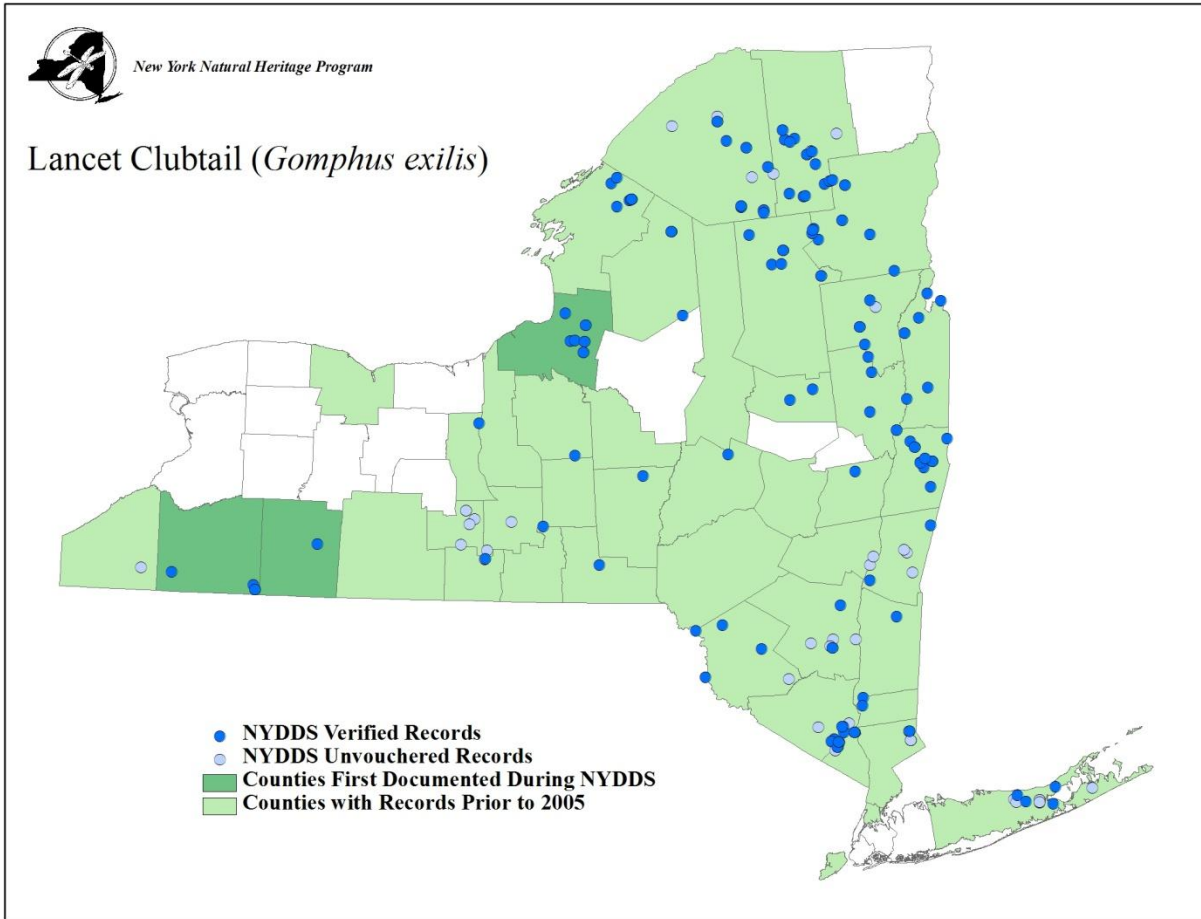 New York Natural Heritage Program
Lancet Clubtail (Gomphus exilis)
NYDDS Verified Records
NYDDS Unvouchered Records
Counties First Documented During NYDDS
Counties with Records Prior to 2005